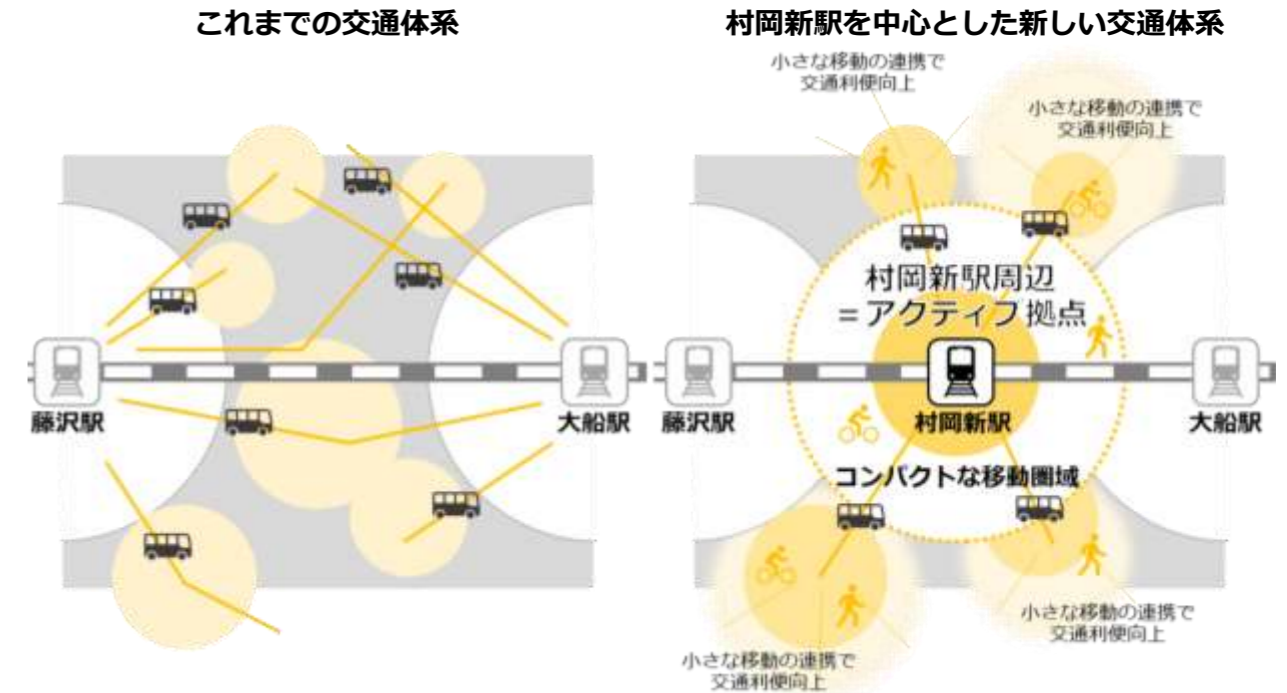 これまでの交通体系
藤沢駅
大船駅
村岡新駅を中心とした新しい交通体系
小さな移動の連携で
交通利便向上
小さな移動の連携で
交通利便向上
村岡新駅周辺
=アクティブ拠点
藤沢駅
村岡新駅
大船駅
コンパクトな移動圏域
小さな移動の連携で
交通利便向上
小さな移動の連携で
交通利便向上